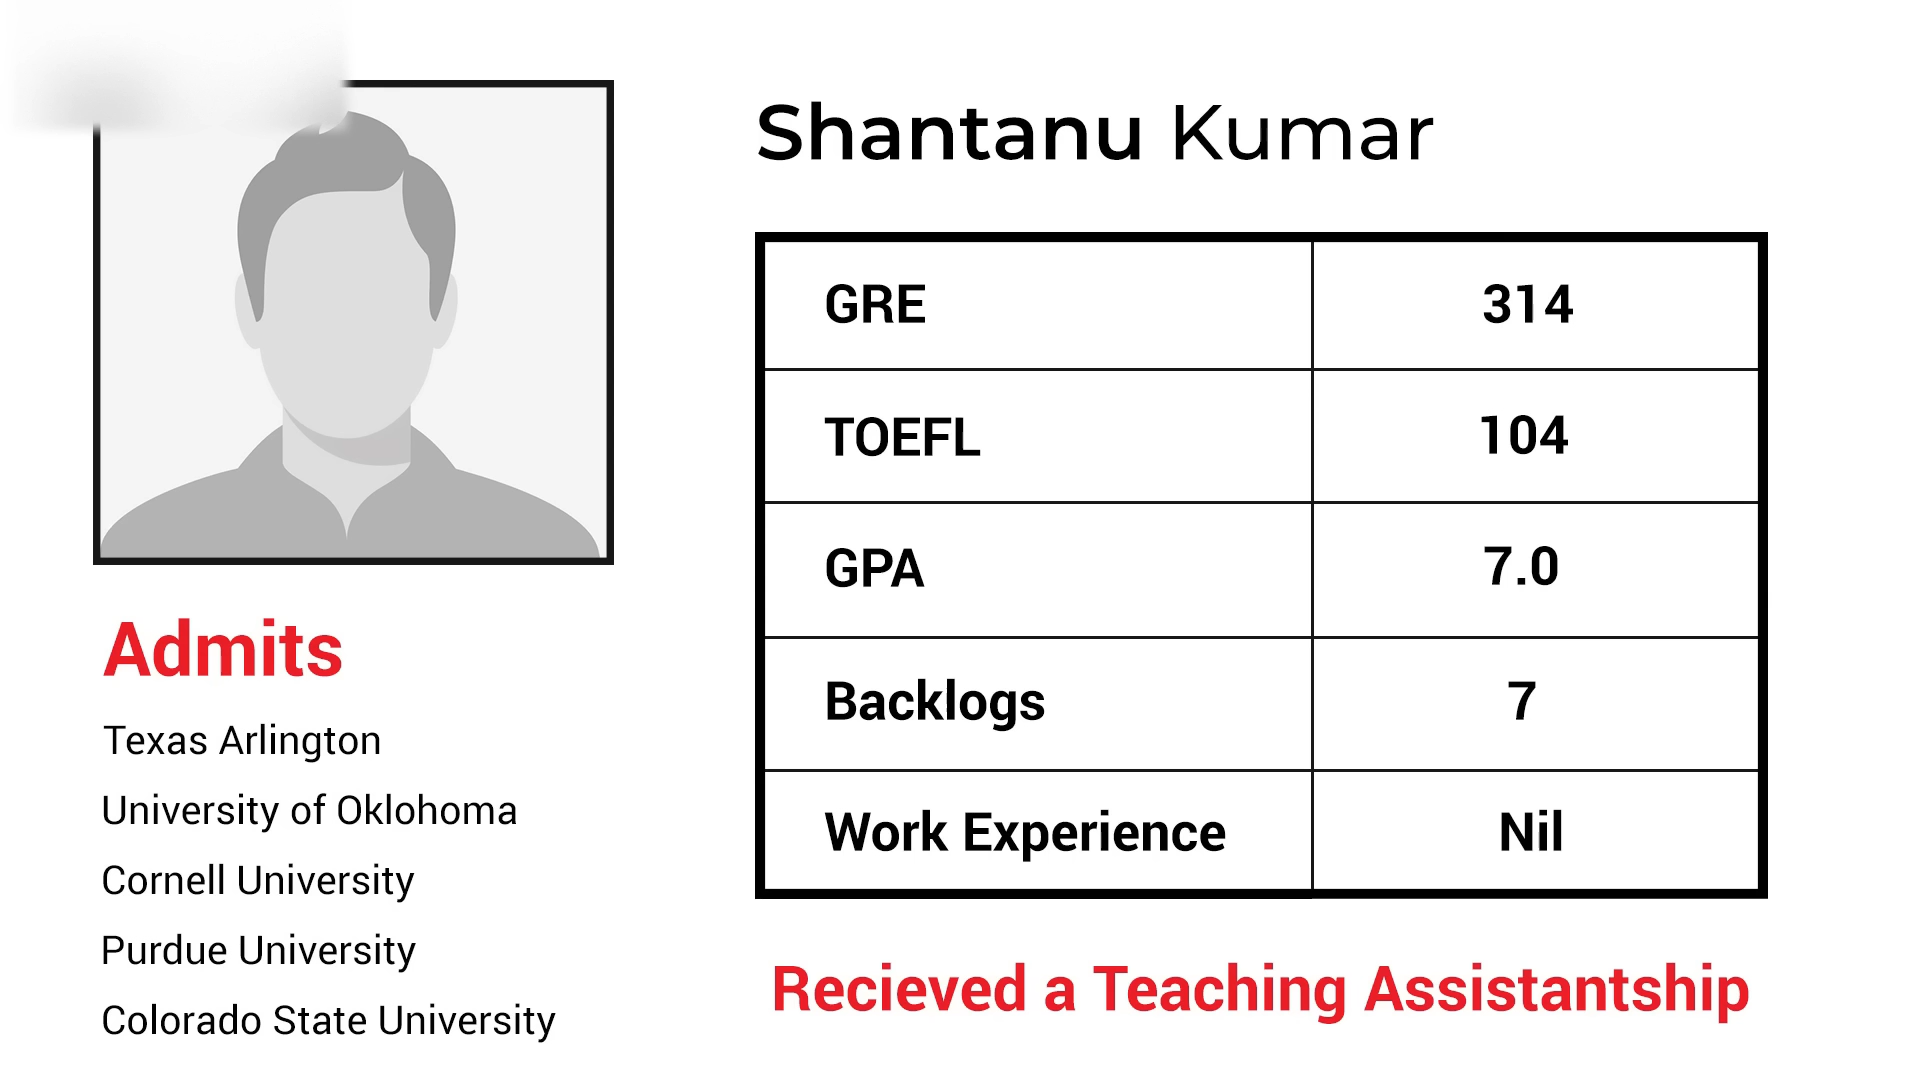 Shantanu Kumar
GRE 314
TOEFL 104
GPA 7.0
Backlogs 7
Work Experience Nil
Recieved a Teaching Assistantship
Admits
Texas Arlington
University of Oklohoma
Cornell University
Purdue University
Colorado State University